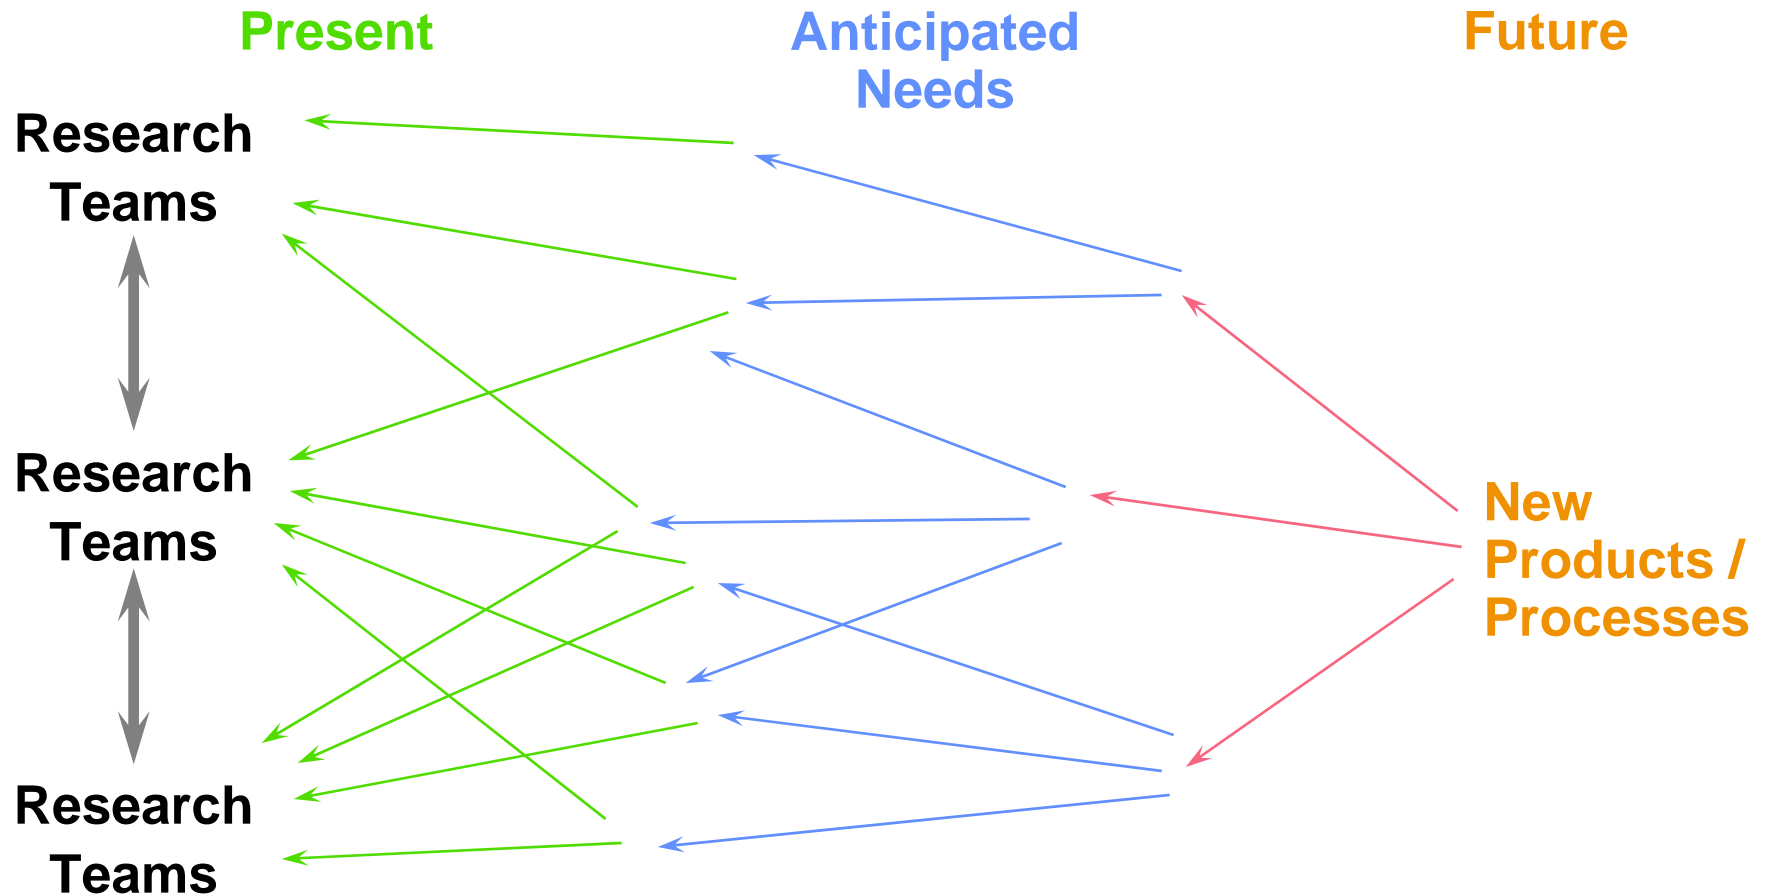 Present
Anticipated
Needs
Future
Research
Teams
Research
Teams
Research
Teams
New
Products /
Processes